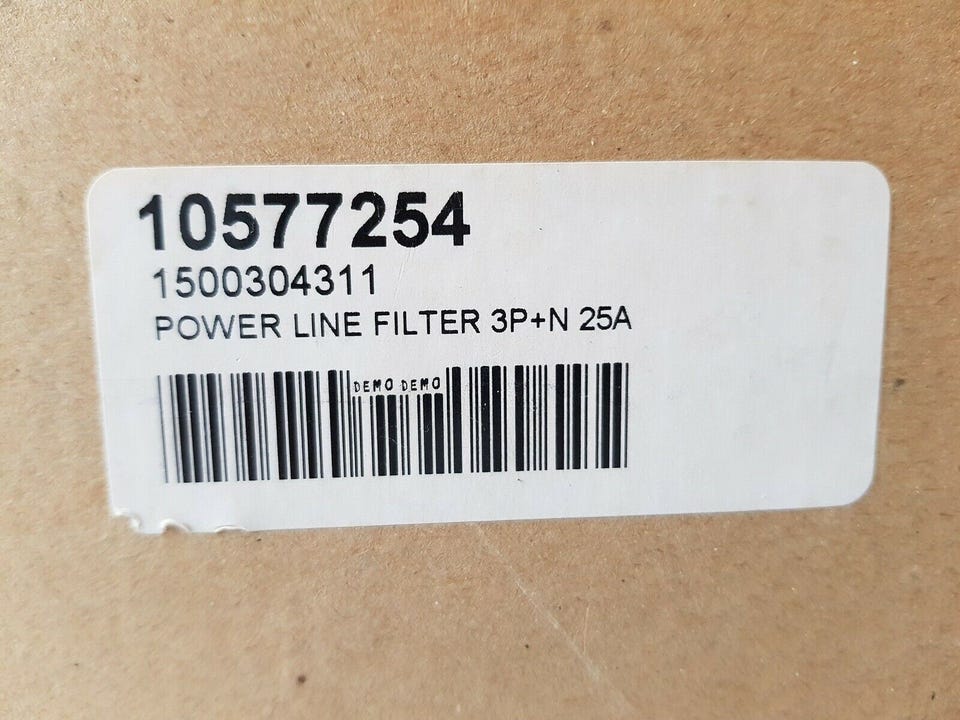 10577254
1500304311
POWER LINE FILTER 3P+N 25A
DEMO DEMO